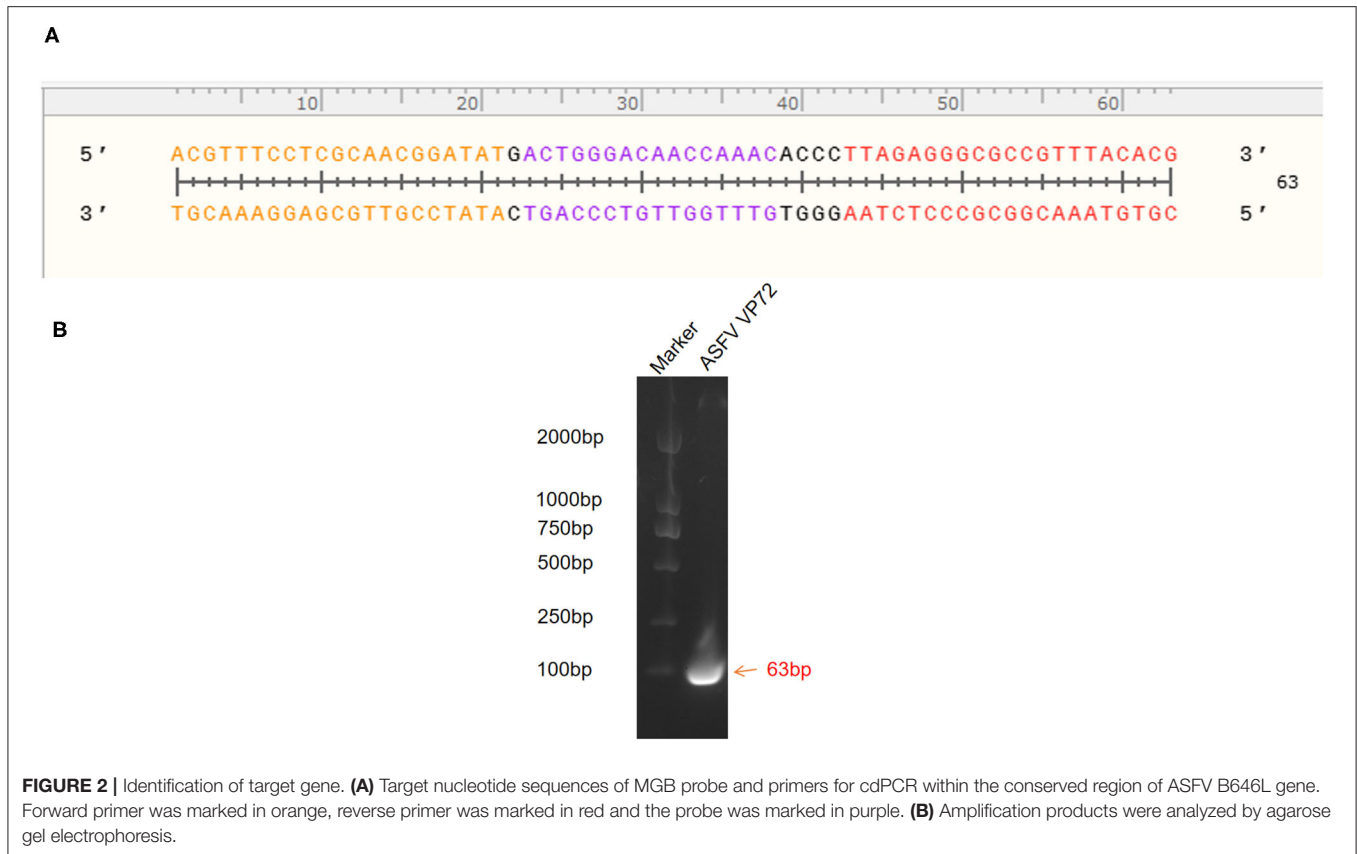 A
10 20 30 40 50 60
5′ ACGTTTCCTCGCAACGGATATGACTGGGACAACCAAACACCCTTAGAGGGCGCCGTTTACACG 3′
63
3′ TGCAAAGGAGCGTTGCCTATACTGACCCTGTTGGTTTGTGGGAATCTCCCGCGGCAAATGTGC 5′
B
Marker ASFV VP72
2000bp
1000bp
750bp
500bp
250bp
100bp 63bp
FIGURE 2 | Identification of target gene. (A) Target nucleotide sequences of MGB probe and primers for cdPCR within the conserved region of ASFV B646L gene.
Forward primer was marked in orange, reverse primer was marked in red and the probe was marked in purple. (B) Amplification products were analyzed by agarose
gel electrophoresis.